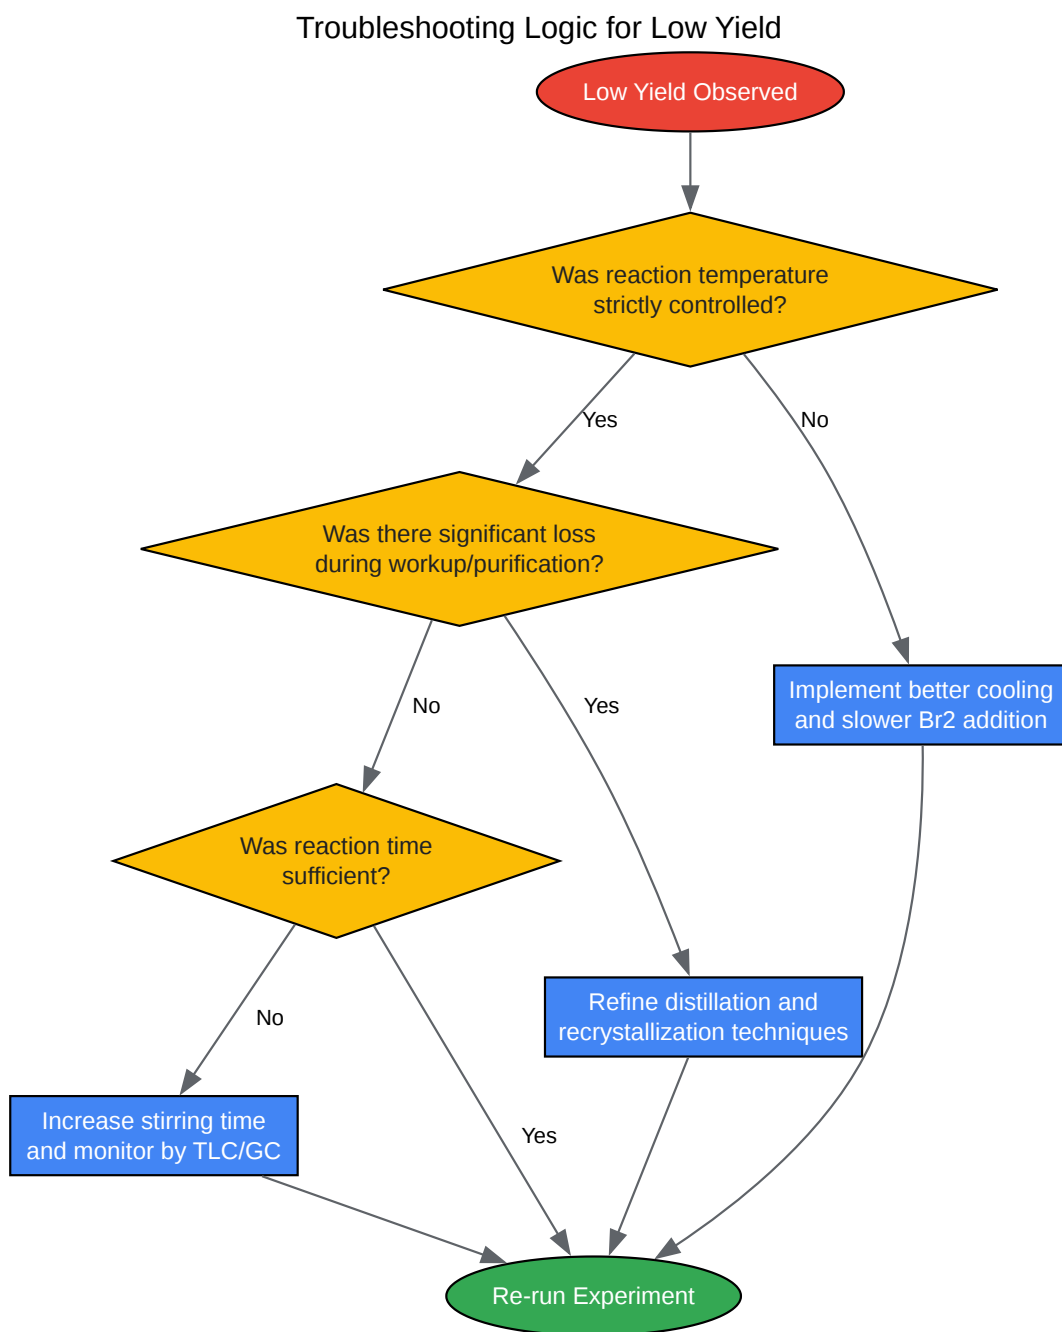 Troubleshooting Logic for Low Yield
Low Yield Observed
Was reaction temperature
strictly controlled?
Yes
No
Was there significant loss
during workup/purification?
Implement better cooling
and slower Br2 addition
No
Yes
Was reaction time
sufficient?
Refine distillation and
recrystallization techniques
No
Increase stirring time
and monitor by TLC/GC
Yes
Re-run Experiment